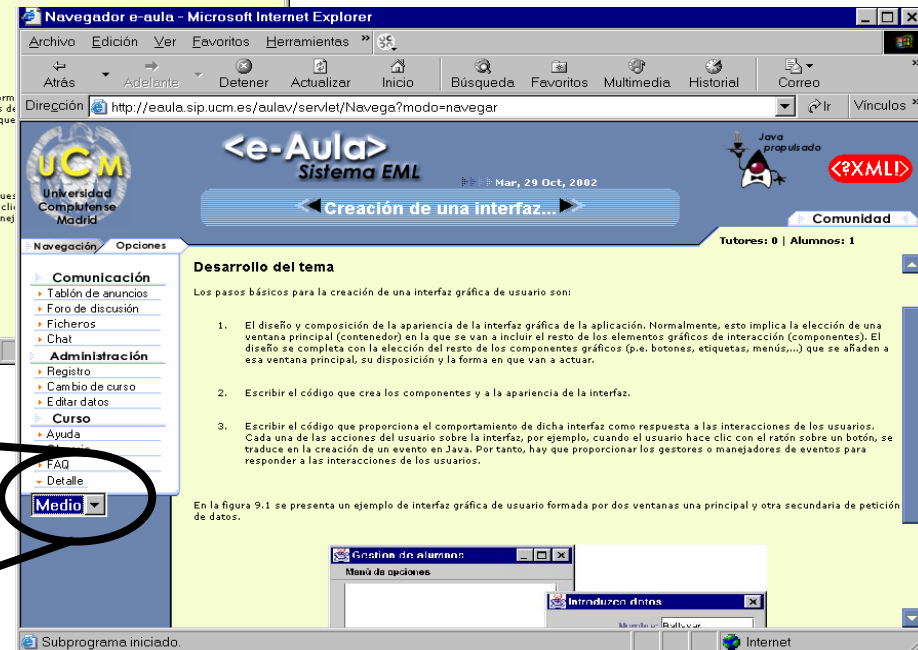 Navegador e-aula - Microsoft Internet Explorer
Archivo Edición Ver Favoritos Herramientas »
Atrás Adelante Detener Actualizar Inicio Búsqueda Favoritos Multimedia Historial Correo »
Dirección http://eaula.sip.ucm.es/aulav/servlet/Navega?modo=navegar Ir Vínculos »
UCM
Universidad
Complutense
Madrid
<e-Aula>
Sistema EML
Mar, 29 Oct, 2002
Creación de una interfaz...
Java
propulsado
<?XML!>
Comunidad
Tutores: 0 | Alumnos: 1
Navegación Opciones
Comunicación
Tablón de anuncios
Foro de discusión
Ficheros
Chat
Administración
Registro
Cambio de curso
Editar datos
Curso
Ayuda
FAQ
Detalle
Medio
Desarrollo del tema
Los pasos básicos para la creación de una interfaz gráfica de usuario son:
1. El diseño y composición de la apariencia de la interfaz gráfica de la aplicación. Normalmente, esto implica la elección de una
ventana principal (contenedor) en la que se van a incluir el resto de los elementos gráficos de interacción (componentes). El
diseño se completa con la elección del resto de los componentes gráficos (p.e. botones, etiquetas, menús,...) que se añaden a
esa ventana principal, su disposición y la forma en que van a actuar.
2. Escribir el código que crea los componentes y a la apariencia de la interfaz.
3. Escribir el código que proporciona el comportamiento de dicha interfaz como respuesta a las interacciones de los usuarios.
Cada una de las acciones del usuario sobre la interfaz, por ejemplo, cuando el usuario hace clic con el ratón sobre un botón, se
traduce en la creación de un evento en Java. Por tanto, hay que proporcionar los gestores o manejadores de eventos para
responder a las interacciones de los usuarios.
En la figura 9.1 se presenta un ejemplo de interfaz gráfica de usuario formada por dos ventanas una principal y otra secundaria de petición
de datos.
Gestion de alumnos
Menú de opciones
Introduzca datos
Subprograma iniciado.
Internet